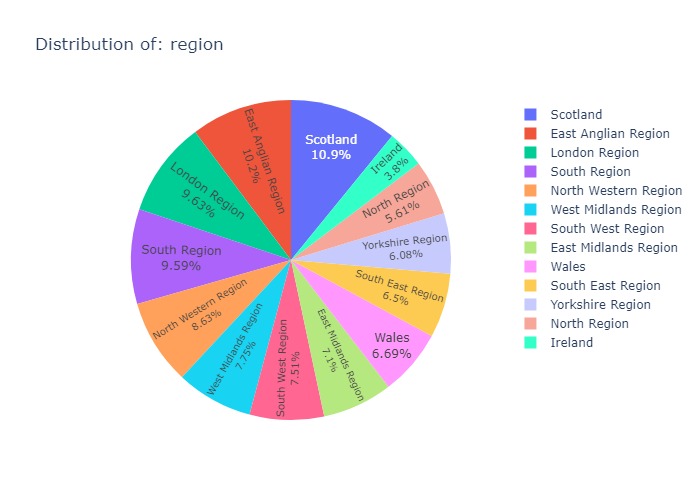 Distribution of: region
Scotland
10.9%
East Anglian Region
10.2%
London Region
9.63%
South Region
9.59%
North Western Region
8.63%
West Midlands Region
7.75%
South West Region
7.51%
East Midlands Region
7.1%
Wales
6.69%
South East Region
6.5%
Yorkshire Region
6.08%
North Region
5.61%
Ireland
3.8%
Scotland
East Anglian Region
London Region
South Region
North Western Region
West Midlands Region
South West Region
East Midlands Region
Wales
South East Region
Yorkshire Region
North Region
Ireland